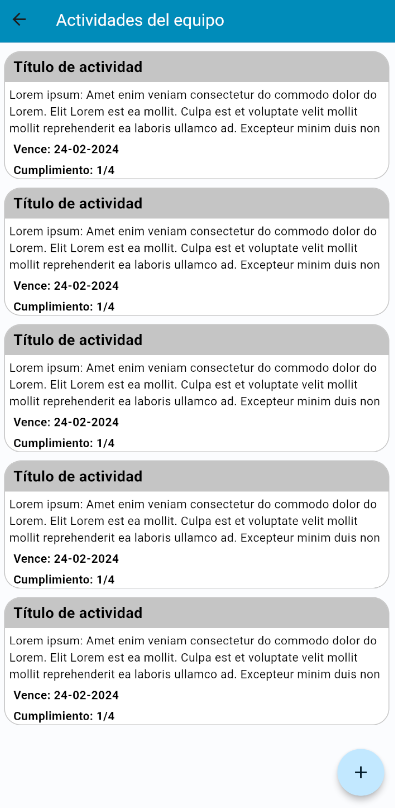 Actividades del equipo
Título de actividad
Lorem ipsum: Amet enim veniam consectetur do commodo dolor do
Lorem. Elit Lorem est ea mollit. Culpa est et voluptate velit mollit
mollit reprehenderit ea laboris ullamco ad. Excepteur minim duis non
Vence: 24-02-2024
Cumplimiento: 1/4
Título de actividad
Lorem ipsum: Amet enim veniam consectetur do commodo dolor do
Lorem. Elit Lorem est ea mollit. Culpa est et voluptate velit mollit
mollit reprehenderit ea laboris ullamco ad. Excepteur minim duis non
Vence: 24-02-2024
Cumplimiento: 1/4
Título de actividad
Lorem ipsum: Amet enim veniam consectetur do commodo dolor do
Lorem. Elit Lorem est ea mollit. Culpa est et voluptate velit mollit
mollit reprehenderit ea laboris ullamco ad. Excepteur minim duis non
Vence: 24-02-2024
Cumplimiento: 1/4
Título de actividad
Lorem ipsum: Amet enim veniam consectetur do commodo dolor do
Lorem. Elit Lorem est ea mollit. Culpa est et voluptate velit mollit
mollit reprehenderit ea laboris ullamco ad. Excepteur minim duis non
Vence: 24-02-2024
Cumplimiento: 1/4
Título de actividad
Lorem ipsum: Amet enim veniam consectetur do commodo dolor do
Lorem. Elit Lorem est ea mollit. Culpa est et voluptate velit mollit
mollit reprehenderit ea laboris ullamco ad. Excepteur minim duis non
Vence: 24-02-2024
Cumplimiento: 1/4